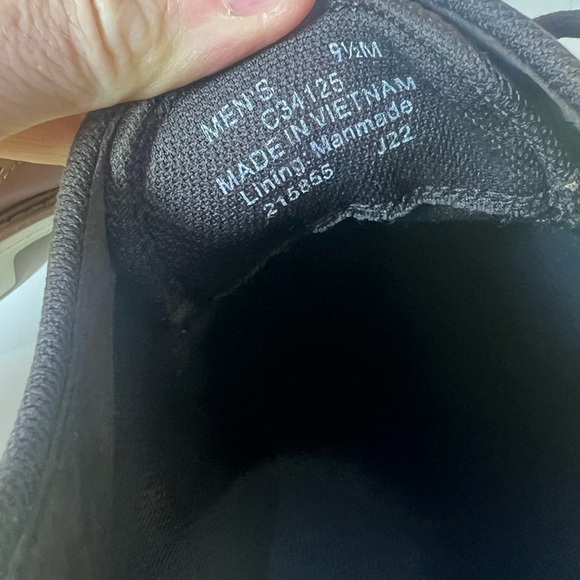 MEN'S 9½M
C34125
MADE IN VIETNAM
Lining: Manmade
215865 J22